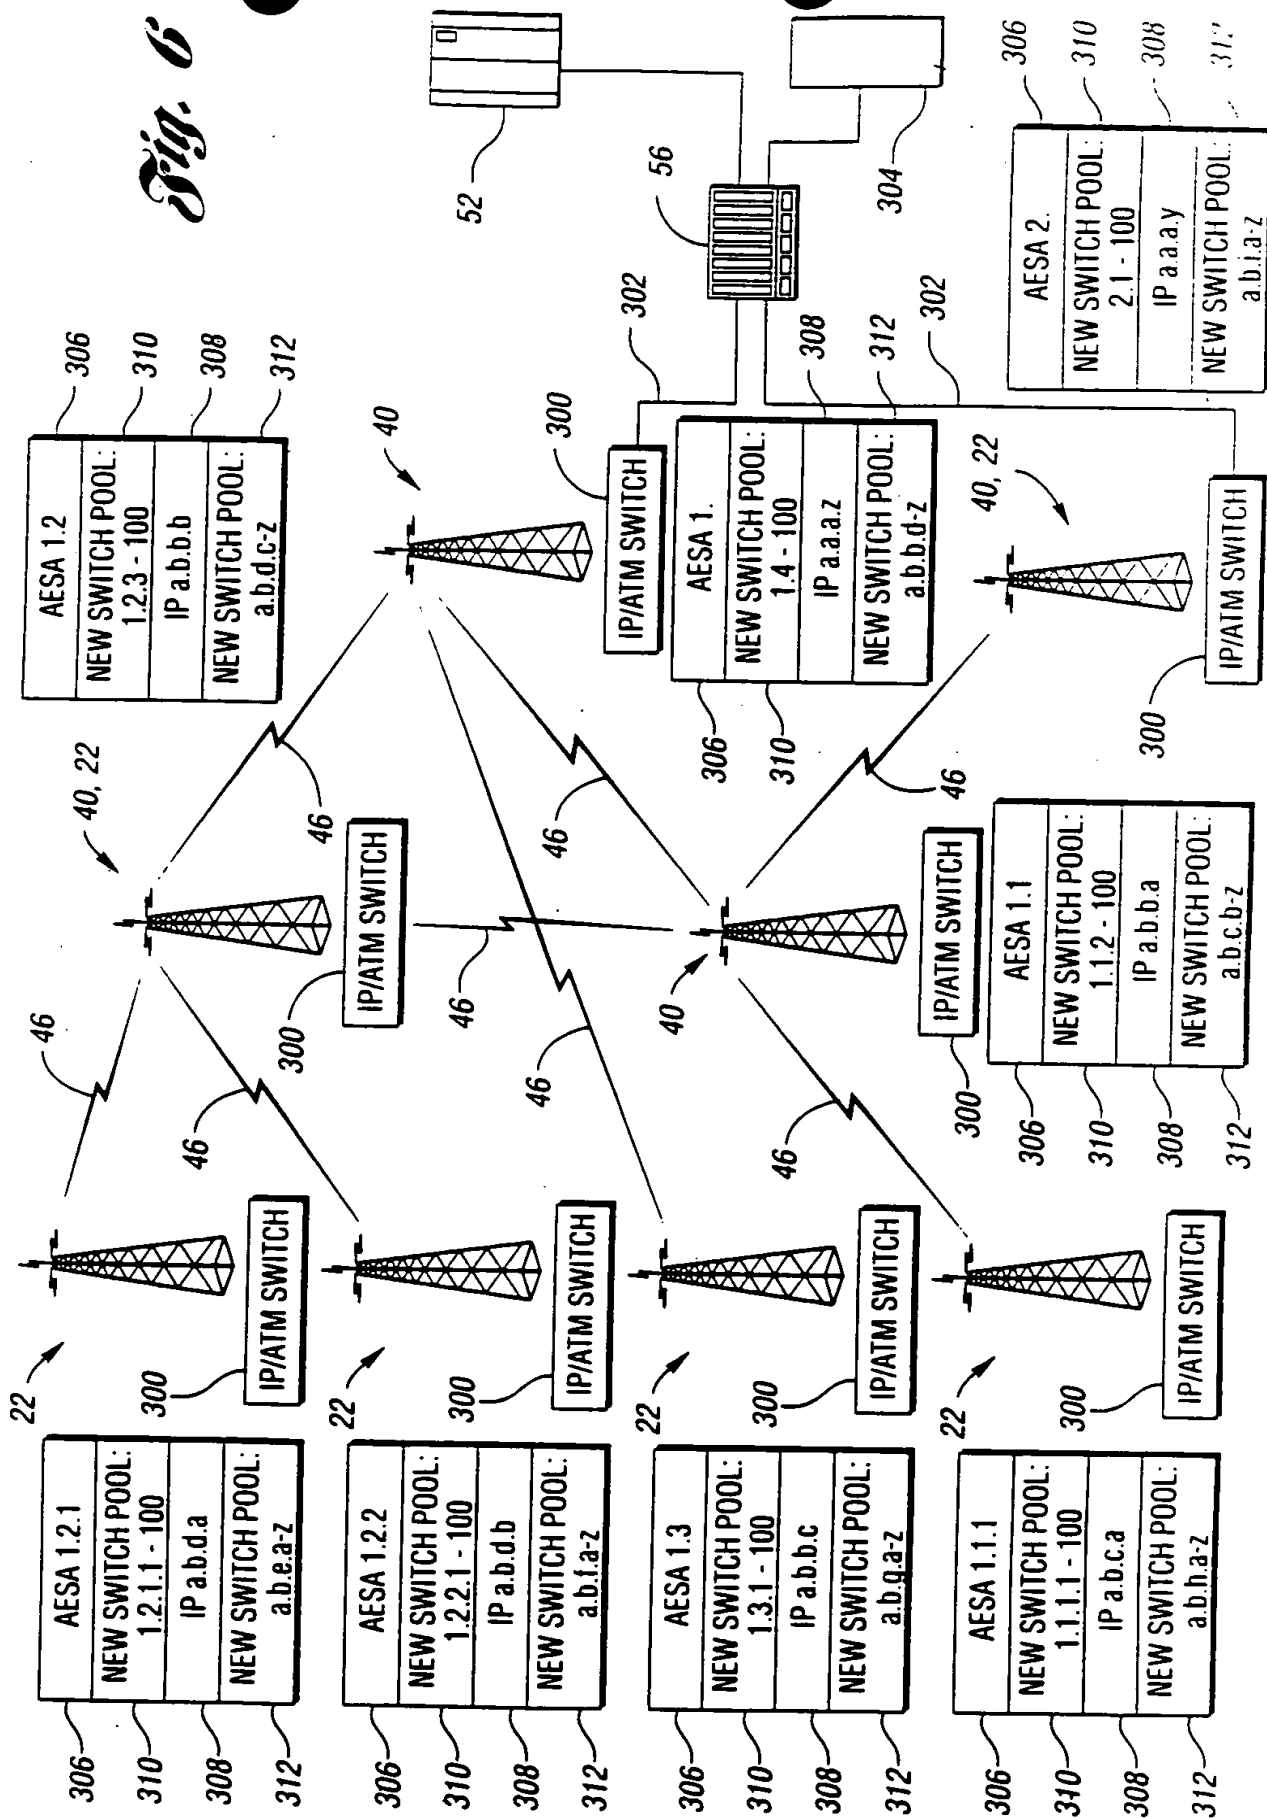 Fig. 6
52
56
304
302
302
AESA 1.2
NEW SWITCH POOL:
1.2.3 - 100
IP a.b.b.b
NEW SWITCH POOL:
a.b.d.c-z
306
310
308
312
40
300
IP/ATM SWITCH
AESA 1.
NEW SWITCH POOL:
1.4 - 100
IP a.a.a.z
NEW SWITCH POOL:
a.b.b.d-z
306
310
308
312
AESA 2.
NEW SWITCH POOL:
2.1 - 100
IP a.a.a.y
NEW SWITCH POOL:
a.b.i.a-z
306
310
308
312
40, 22
300
IP/ATM SWITCH
40, 22
300
IP/ATM SWITCH
46
46
46
46
46
46
46
46
40
300
IP/ATM SWITCH
AESA 1.1
NEW SWITCH POOL:
1.1.2 - 100
IP a.b.b.a
NEW SWITCH POOL:
a.b.c.b-z
306
310
308
312
22
300
IP/ATM SWITCH
AESA 1.2.1
NEW SWITCH POOL:
1.2.1.1 - 100
IP a.b.d.a
NEW SWITCH POOL:
a.b.e.a-z
306
310
308
312
22
300
IP/ATM SWITCH
AESA 1.2.2
NEW SWITCH POOL:
1.2.2.1 - 100
IP a.b.d.b
NEW SWITCH POOL:
a.b.f.a-z
306
310
308
312
22
300
IP/ATM SWITCH
AESA 1.3
NEW SWITCH POOL:
1.3.1 - 100
IP a.b.b.c
NEW SWITCH POOL:
a.b.g.a-z
306
310
308
312
22
300
IP/ATM SWITCH
AESA 1.1.1
NEW SWITCH POOL:
1.1.1.1 - 100
IP a.b.c.a
NEW SWITCH POOL:
a.b.h.a-z
306
310
308
312